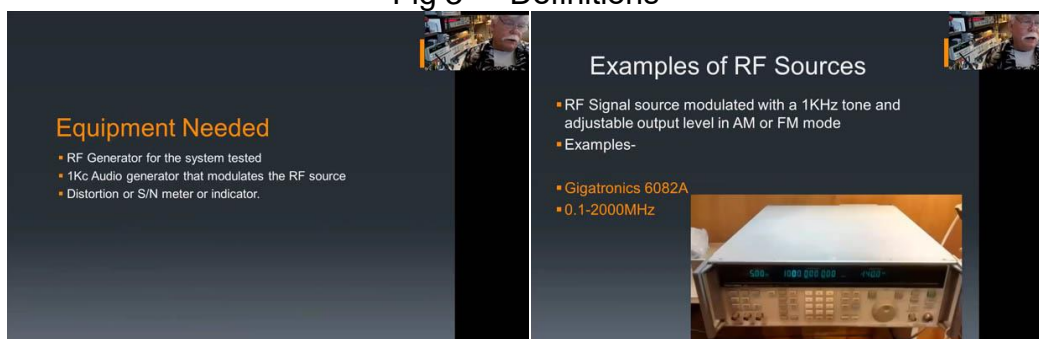 Definitions
Equipment Needed
▪ RF Generator for the system tested
▪ 1Kc Audio generator that modulates the RF source
▪ Distortion or S/N meter or indicator.
Examples of RF Sources
▪ RF Signal source modulated with a 1KHz tone and
adjustable output level in AM or FM mode
▪ Examples-
▪ Gigatronics 6082A
▪ 0.1-2000MHz